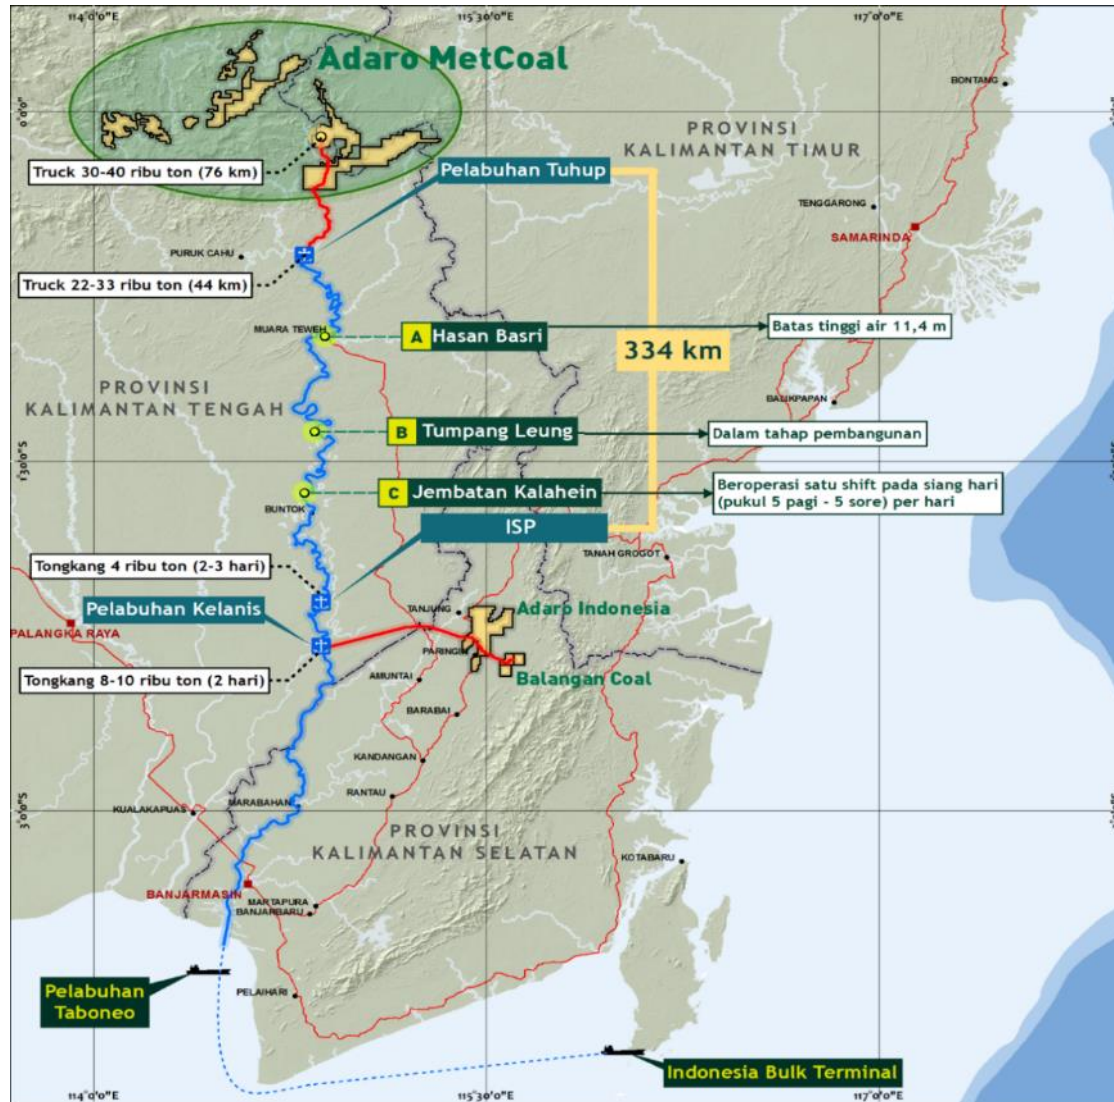 114°0'0"E
115°30'0"E
117°0'0"E
Adaro MetCoal
BONTANG
0°0'0"
PROVINSI
KALIMANTAN TIMUR
Truck 30-40 ribu ton (76 km)
Pelabuhan Tuhup
TENGGARONG
SAMARINDA
PURUK CAHU
Truck 22-33 ribu ton (44 km)
MUARA TEWEH
A Hasan Basri
Batas tinggi air 11,4 m
334 km
PROVINSI
KALIMANTAN TENGAH
BALIKPAPAN
B Tumpang Leung
Dalam tahap pembangunan
1°30'0"S
C Jembatan Kalahein
Beroperasi satu shift pada siang hari
(pukul 5 pagi - 5 sore) per hari
BUNTOK
ISP
TANAH GROGOT
Tongkang 4 ribu ton (2-3 hari)
Pelabuhan Kelanis
TANJUNG
Adaro Indonesia
PALANGKA RAYA
PARINGIN
Balangan Coal
Tongkang 8-10 ribu ton (2 hari)
AMUNTAI
BARABAI
KANDANGAN
RANTAU
KUALAKAPUAS
MARABAHAN
3°0'0"S
PROVINSI
KALIMANTAN SELATAN
KOTABARU
BANJARMASIN
MARTAPURA
BANJARBARU
Pelabuhan
Taboneo
PELAIHARI
Indonesia Bulk Terminal
114°0'0"E
115°30'0"E
117°0'0"E